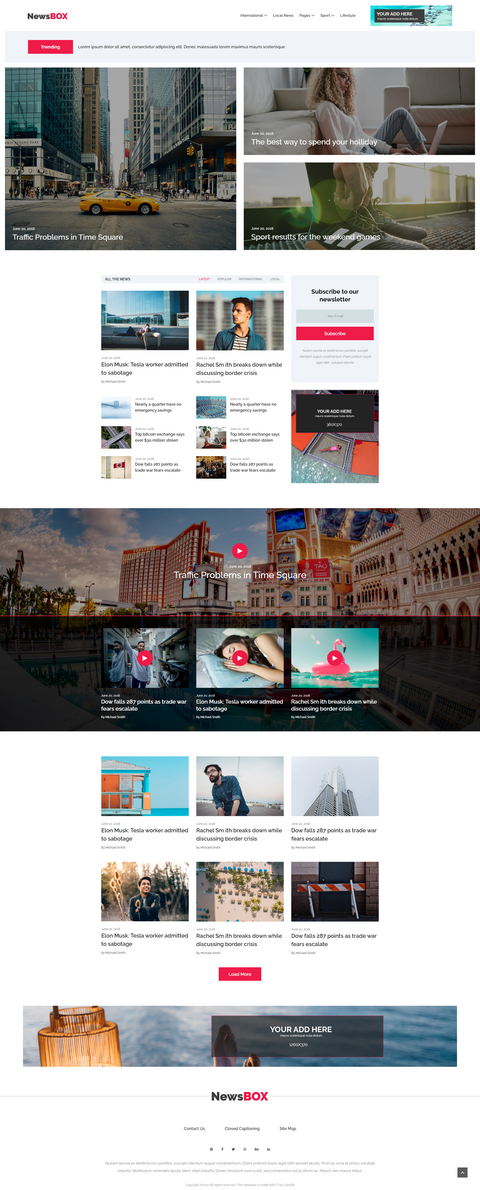 NewsBOX
International
Local News
Pages
Sport
Lifestyle
YOUR ADD HERE
Trending
Lorem ipsum dolor sit amet, consectetur adipiscing elit. Donec malesuada lorem maximus mauris scelerisque
June 20, 2018
Traffic Problems in Time Square
June 20, 2018
The best way to spend your holliday
June 20, 2018
Sport results for the weekend games
ALL THE NEWS
LATEST
POPULAR
INTERNATIONAL
LOCAL
June 20, 2018
Elon Musk: Tesla worker admitted
to sabotage
By Michael Smith
June 20, 2018
Rachel Sm ith breaks down while
discussing border crisis
By Michael Smith
June 20, 2018
Nearly a quarter have no
emergency savings
June 20, 2018
Nearly a quarter have no
emergency savings
June 20, 2018
Top bitcoin exchange says
over $30 million stolen
June 20, 2018
Top bitcoin exchange says
over $30 million stolen
June 20, 2018
Dow falls 287 points as
trade war fears escalate
June 20, 2018
Dow falls 287 points as
trade war fears escalate
Subscribe to our
newsletter
Subscribe
YOUR ADD HERE
360x370
June 20, 2018
Traffic Problems in Time Square
June 20, 2018
Dow falls 287 points as trade war
fears escalate
By Michael Smith
June 20, 2018
Elon Musk: Tesla worker admitted
to sabotage
By Michael Smith
June 20, 2018
Rachel Sm ith breaks down while
discussing border crisis
By Michael Smith
June 20, 2018
Elon Musk: Tesla worker admitted
to sabotage
By Michael Smith
June 20, 2018
Rachel Sm ith breaks down while
discussing border crisis
By Michael Smith
June 20, 2018
Dow falls 287 points as trade war
fears escalate
By Michael Smith
June 20, 2018
Elon Musk: Tesla worker admitted
to sabotage
By Michael Smith
June 20, 2018
Rachel Sm ith breaks down while
discussing border crisis
By Michael Smith
June 20, 2018
Dow falls 287 points as trade war
fears escalate
By Michael Smith
Load More
YOUR ADD HERE
NewsBOX
Contact Us
Closed Captioning
Site Map